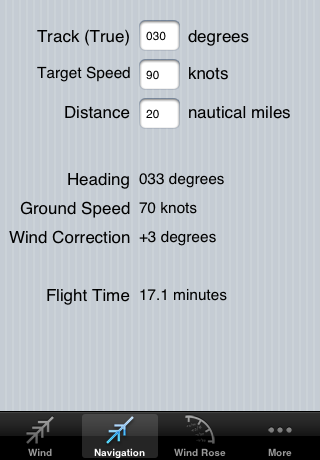 Track (True) 030 degrees
Target Speed 90 knots
Distance 20 nautical miles
Heading 033 degrees
Ground Speed 70 knots
Wind Correction +3 degrees
Flight Time 17.1 minutes
Wind Navigation Wind Rose More